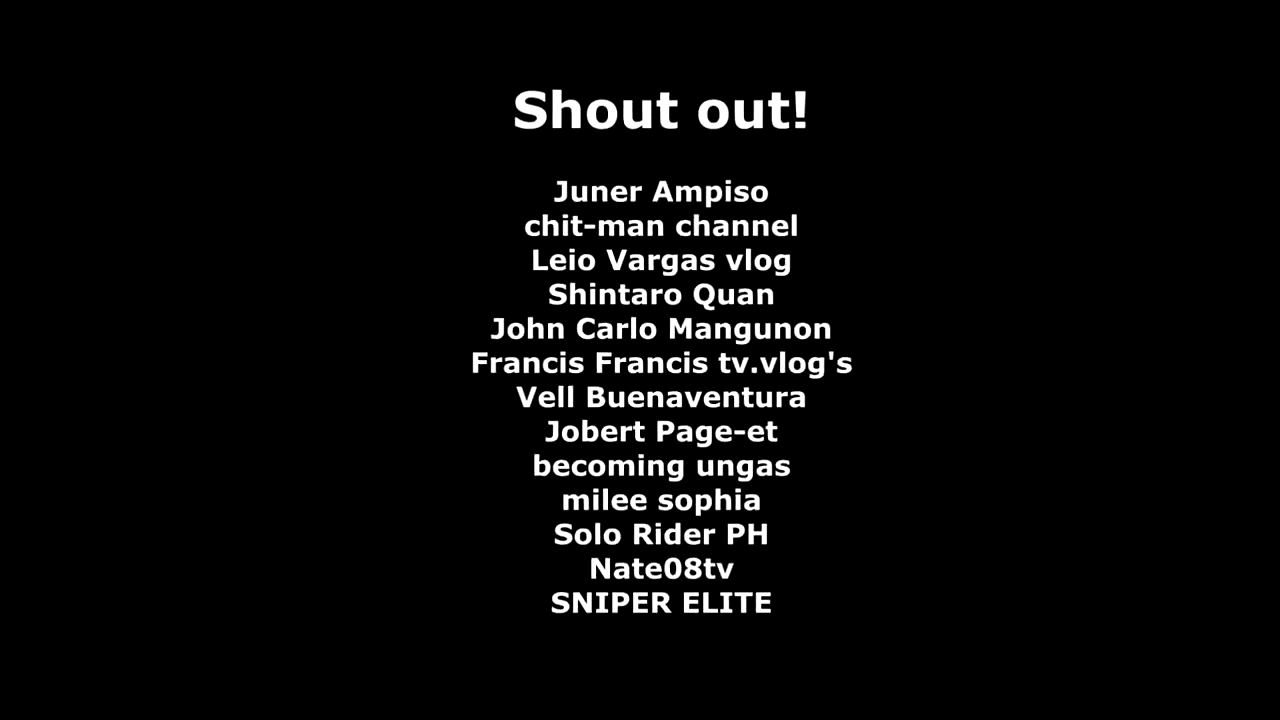 Shout out!
Juner Ampiso
chit-man channel
Leio Vargas vlog
Shintaro Quan
John Carlo Mangunon
Francis Francis tv.vlog's
Vell Buenaventura
Jobert Page-et
becoming ungas
milee sophia
Solo Rider PH
Nate08tv
SNIPER ELITE